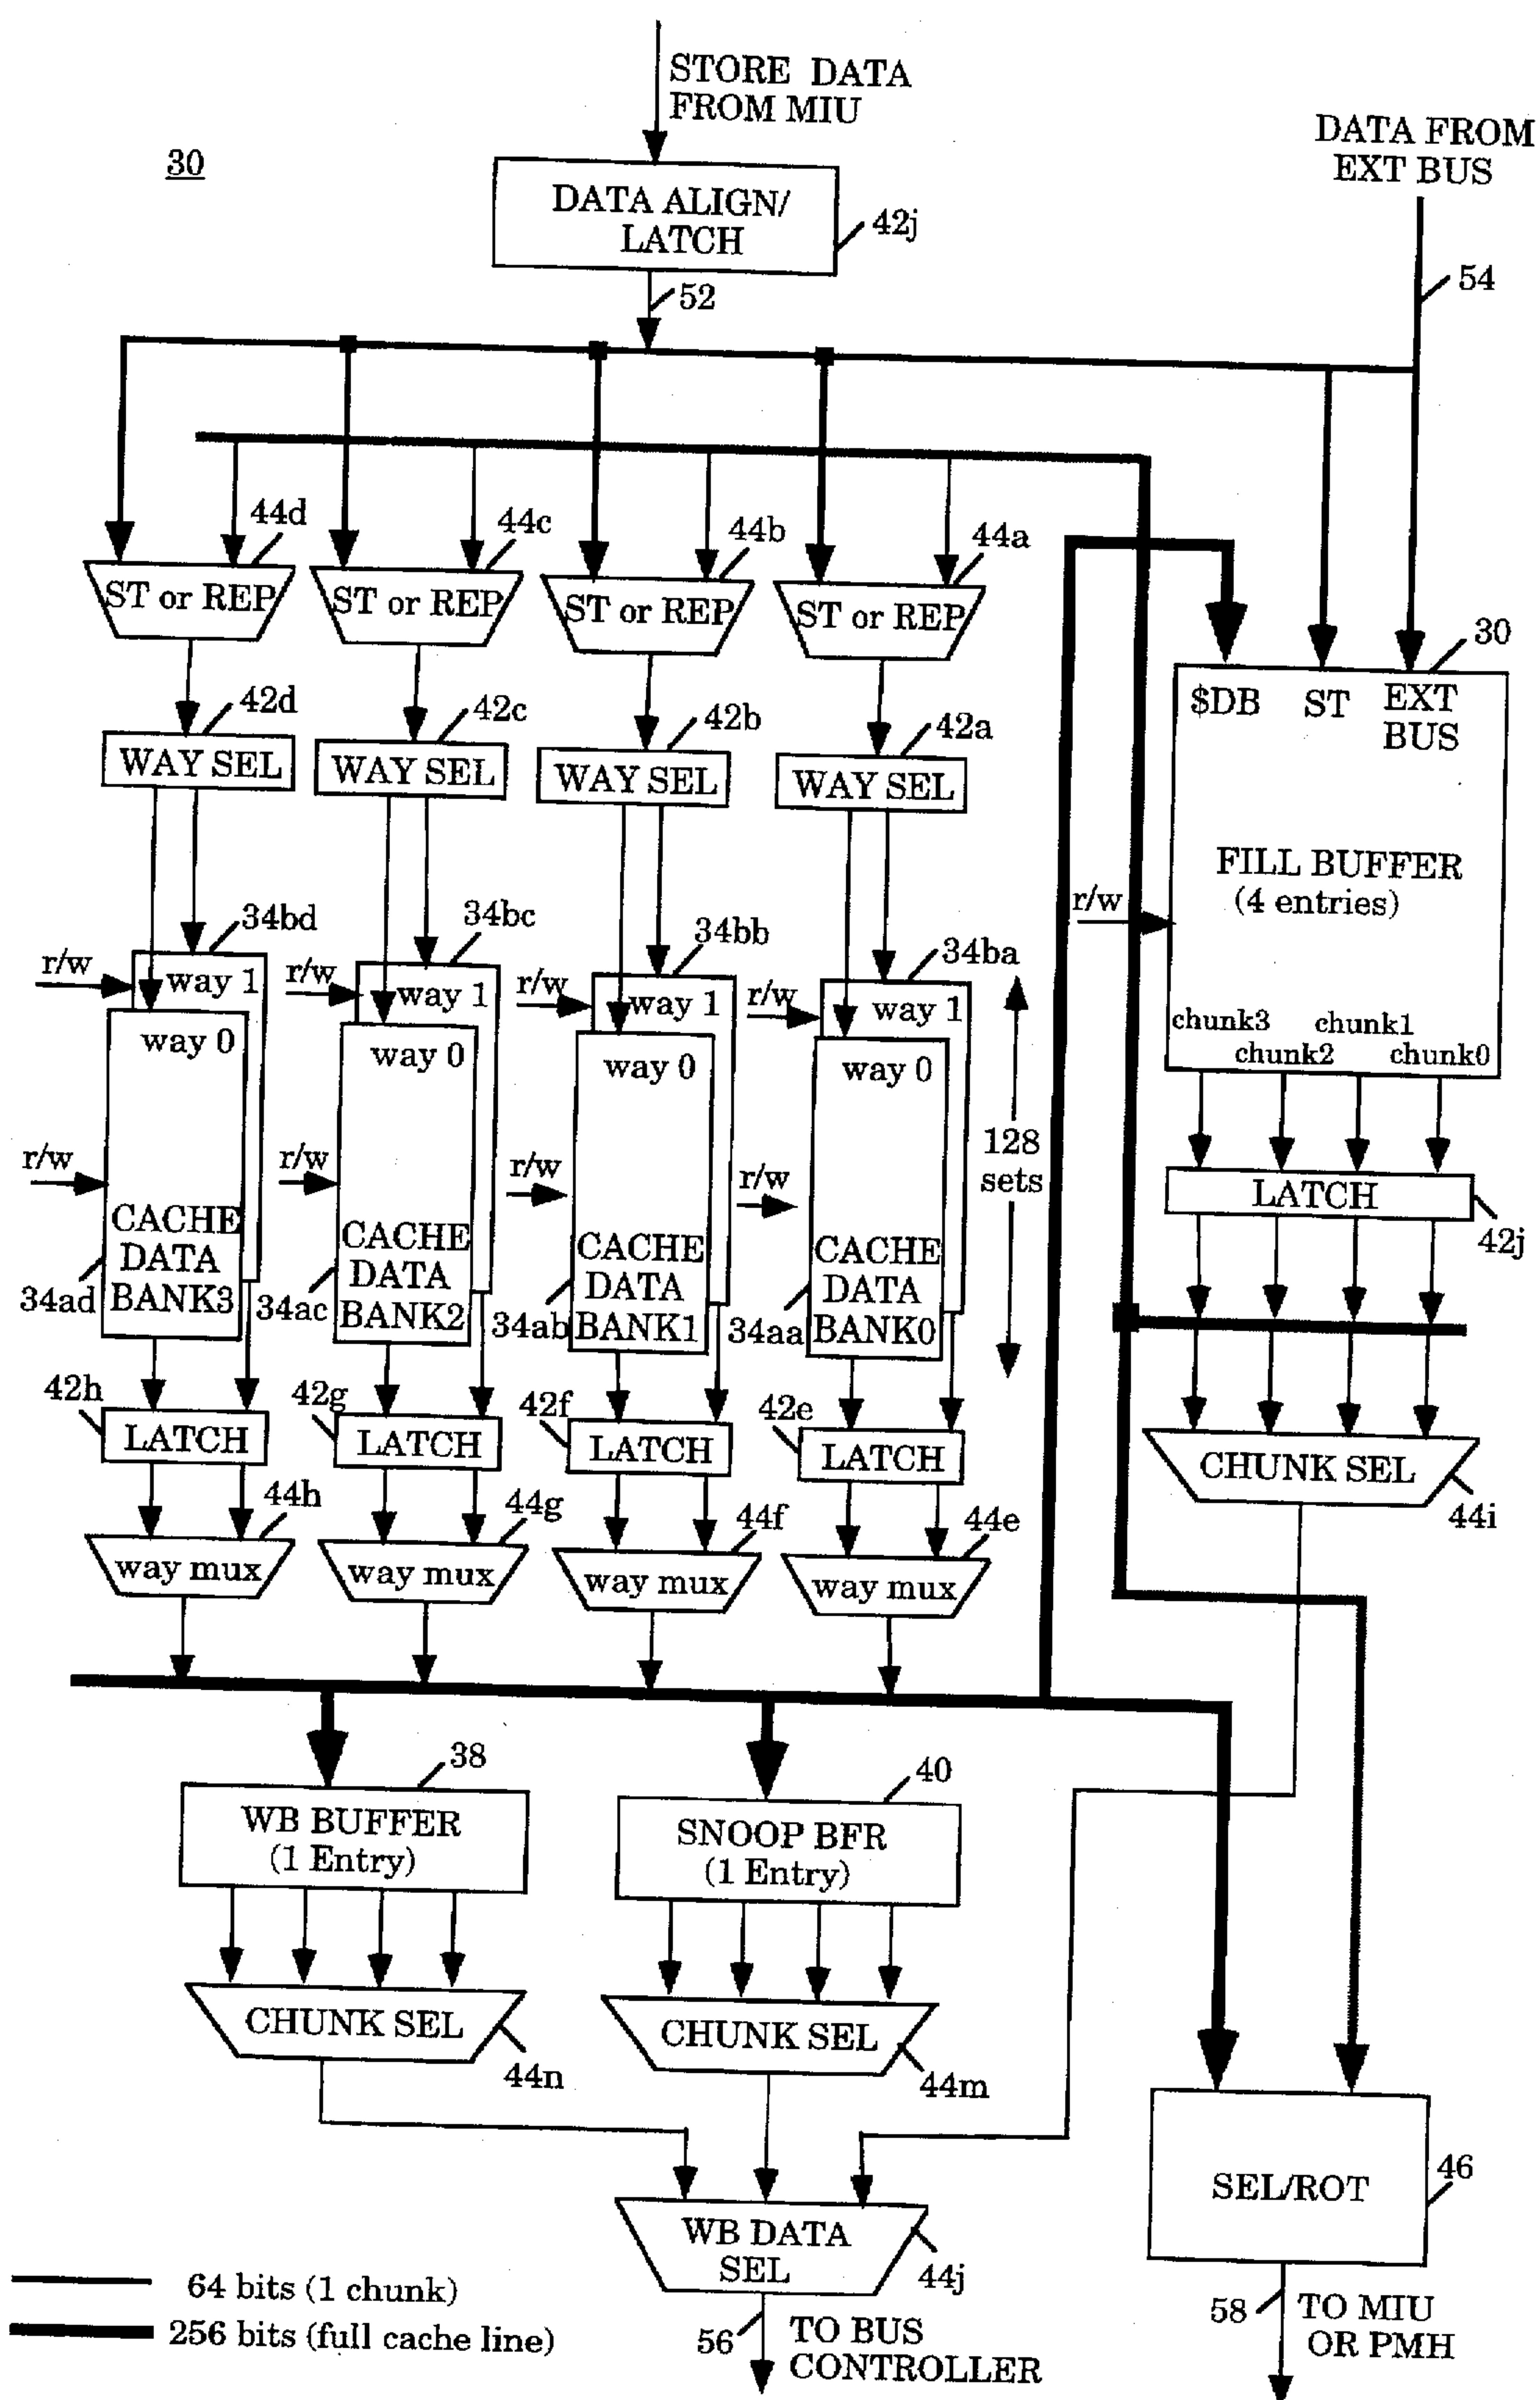 STORE DATA
FROM MIU
DATA FROM
EXT BUS
30
DATA ALIGN/
LATCH
42j
52
54
44d
44c
44b
44a
ST or REP
ST or REP
ST or REP
ST or REP
30
42d
42c
42b
42a
WAY SEL
WAY SEL
WAY SEL
WAY SEL
$DB
ST
EXT
BUS
FILL BUFFER
(4 entries)
r/w
34bd
34bc
34bb
34ba
r/w
way 1
r/w
way 1
r/w
way 1
r/w
way 1
way 0
way 0
way 0
way 0
chunk3
chunk1
chunk2
chunk0
128
sets
r/w
r/w
r/w
r/w
LATCH
42j
CACHE
DATA
BANK3
34ad
CACHE
DATA
BANK2
34ac
CACHE
DATA
BANK1
34ab
CACHE
DATA
BANK0
34aa
42h
LATCH
42g
LATCH
42f
LATCH
42e
LATCH
CHUNK SEL
44i
44h
way mux
44g
way mux
44f
way mux
44e
way mux
38
WB BUFFER
(1 Entry)
40
SNOOP BFR
(1 Entry)
CHUNK SEL
44n
CHUNK SEL
44m
SEL/ROT
46
WB DATA
SEL
44j
64 bits (1 chunk)
256 bits (full cache line)
56
TO BUS
CONTROLLER
58
TO MIU
OR PMH